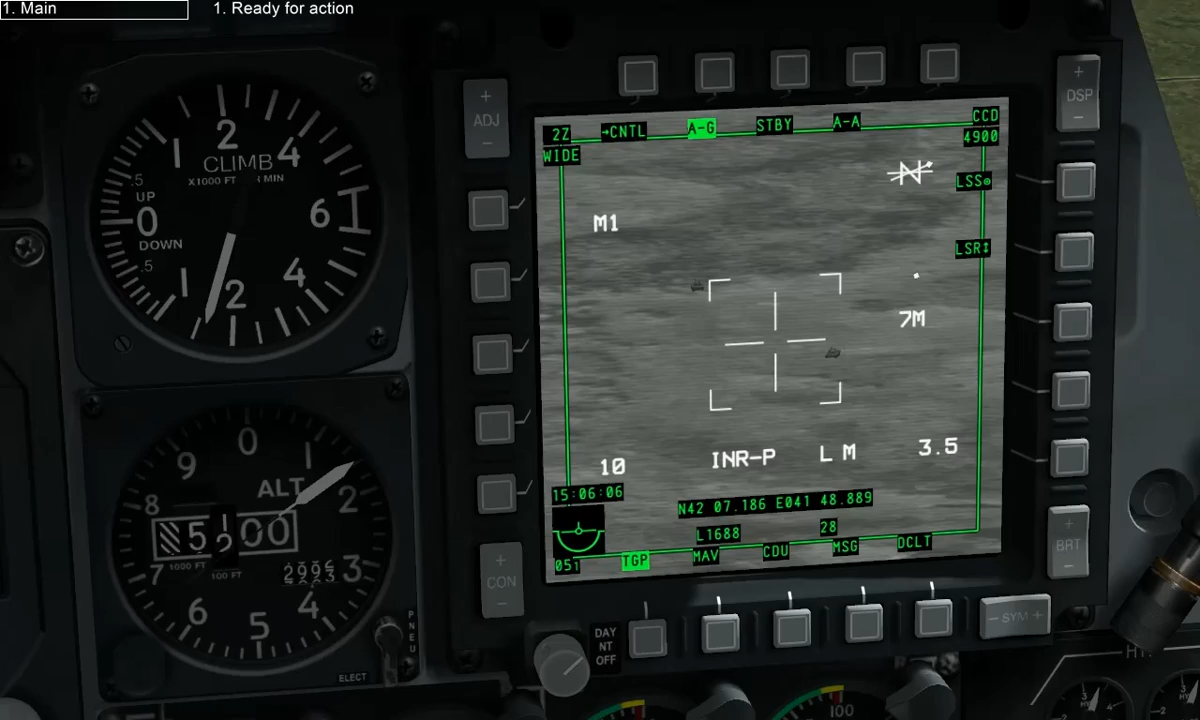 1. Main
1. Ready for action
2
1
4
CLIMB
X1000 FT
MIN
.5
UP
0
6
DOWN
.5
1
2
4
+
ADJ
-
2Z
→CNTL
A-G
STBY
A-A
CCD
WIDE
4900
LSS
LSR↕
M1
7M
10
INR-P
L M
3.5
15:06:06
N42 07.186 E041 48.889
L1688
28
TGP
MAV
CDU
MSG
DCLT
+
DSP
-
+
CON
-
+
BRT
-
- SYM +
DAY
NT
OFF
0
1
9
ALT
2
8
5
00
1000 FT
100 FT
7
3
6
4
5
PNEU
ELECT
100